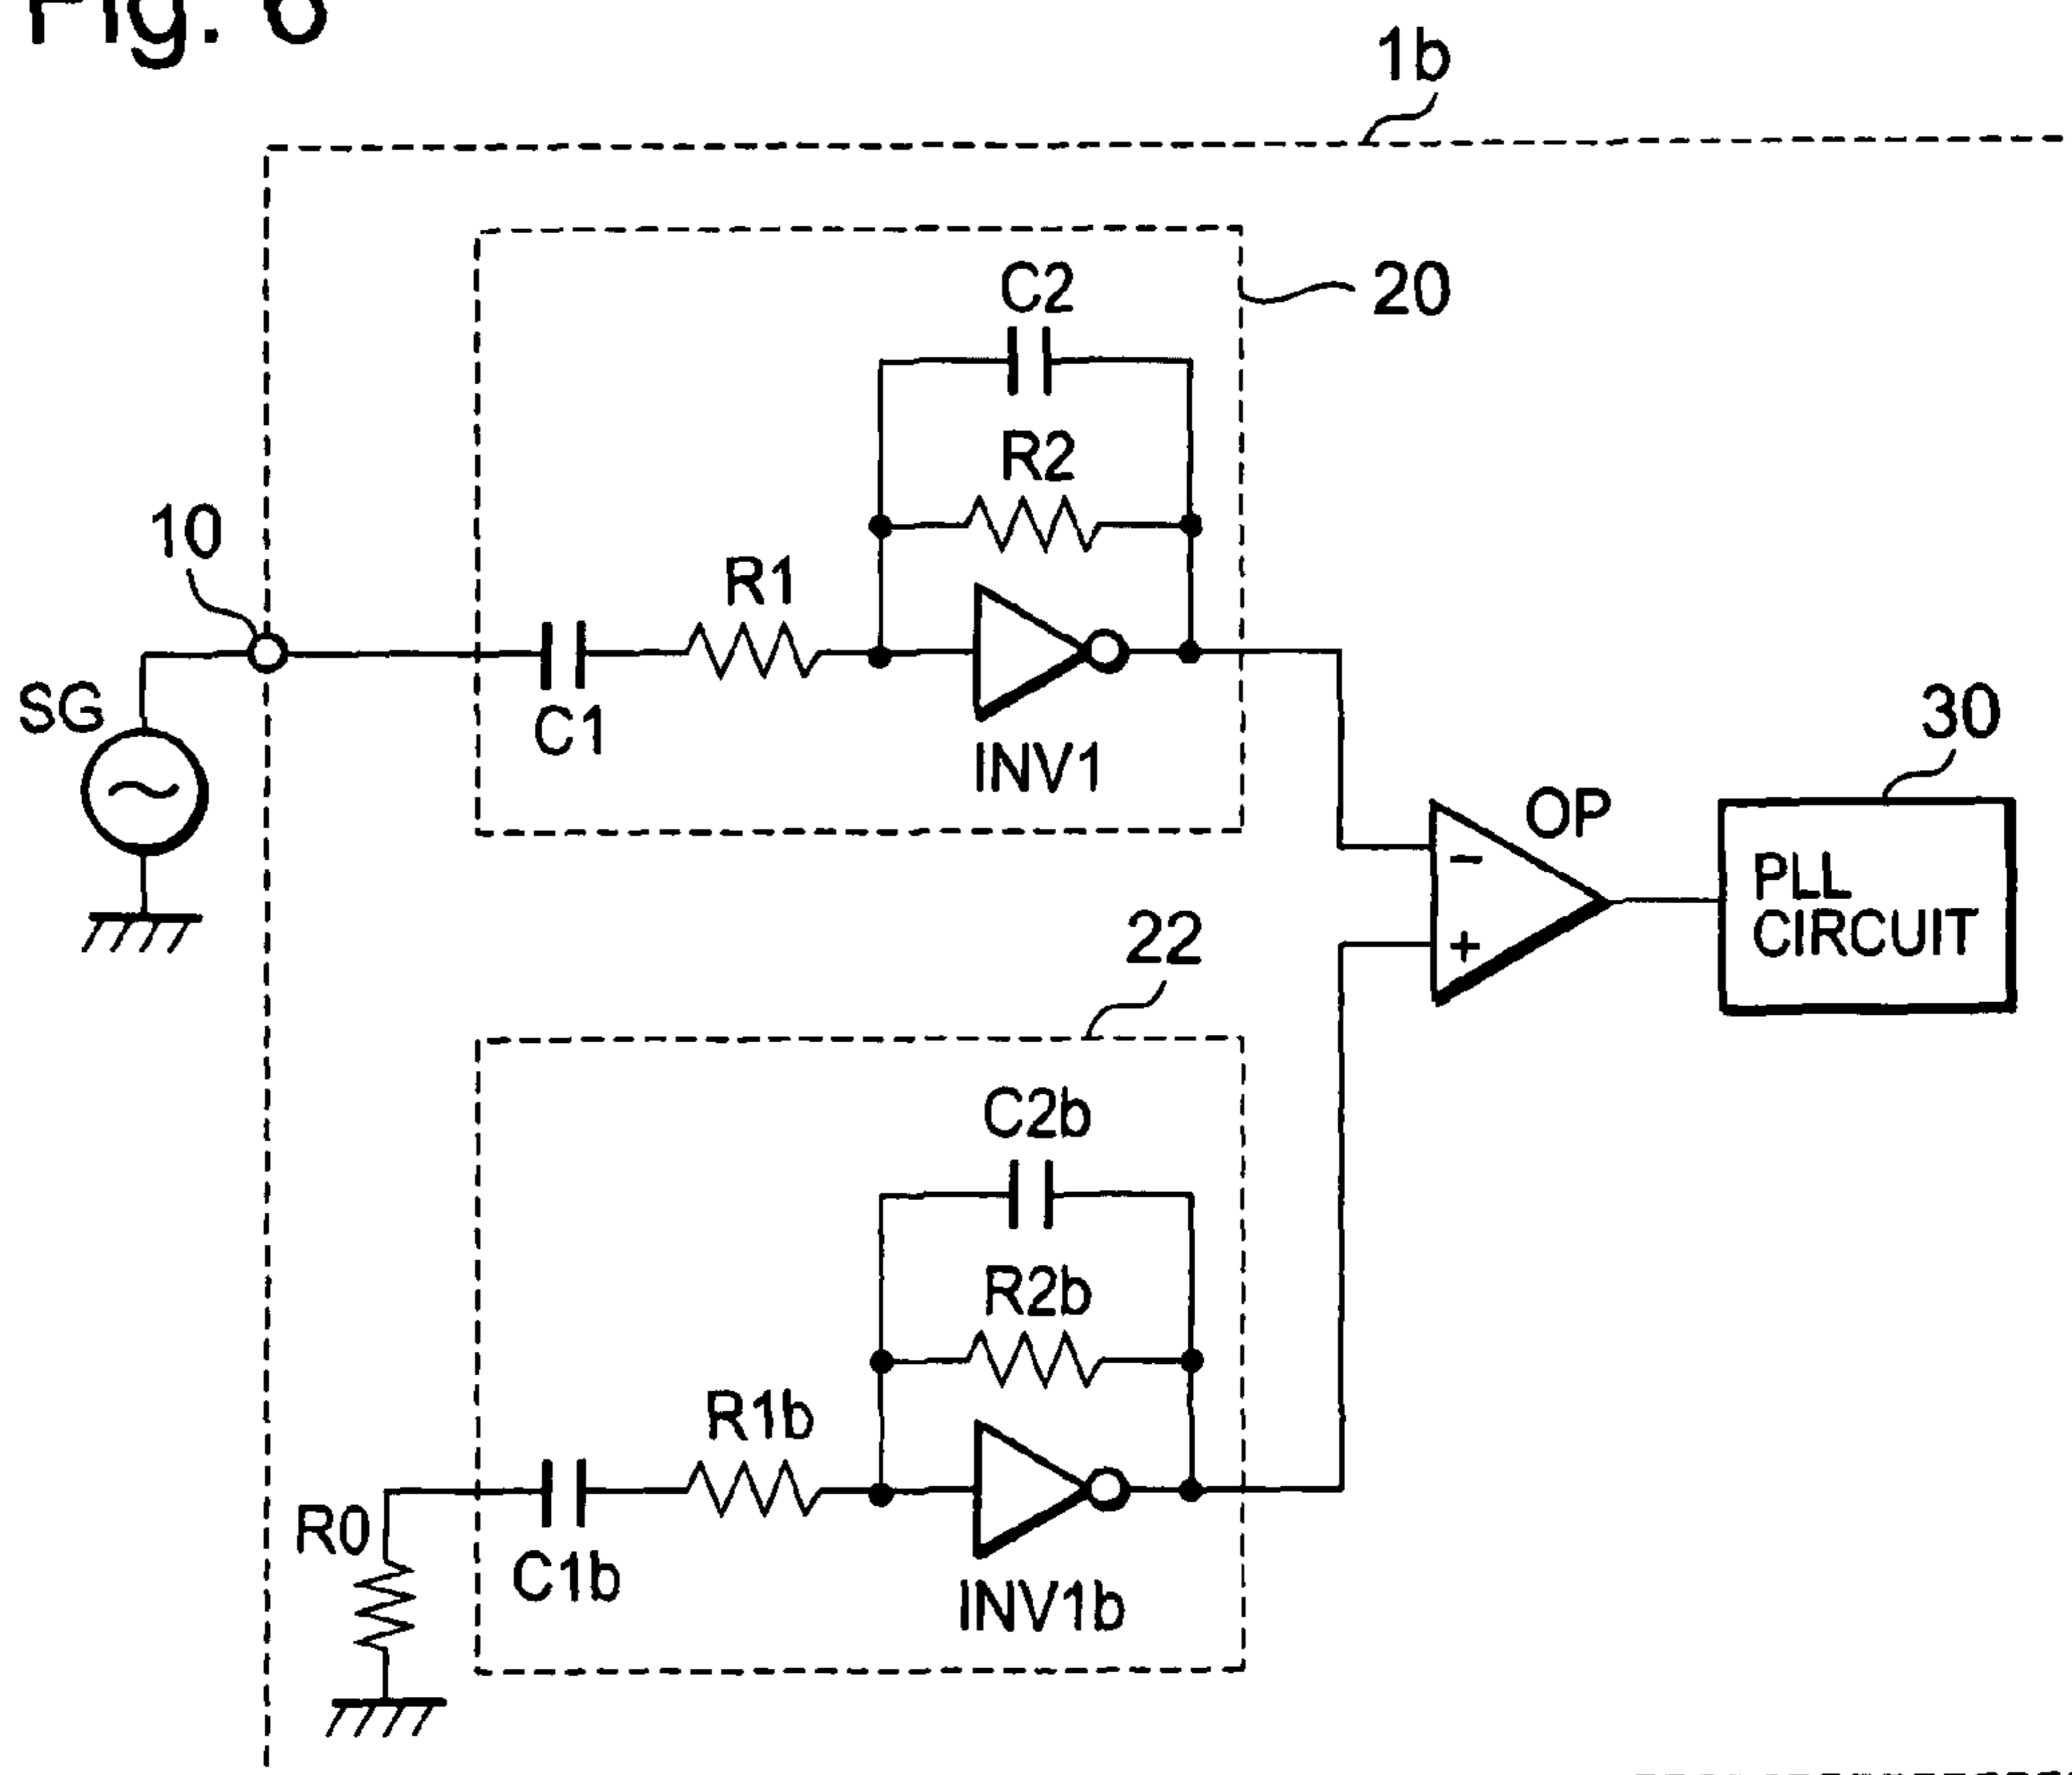 Fig. 6
1b
20
C2
R2
10
R1
SG
C1
INV1
30
OP
−
+
PLL
CIRCUIT
22
C2b
R2b
R1b
R0
C1b
INV1b